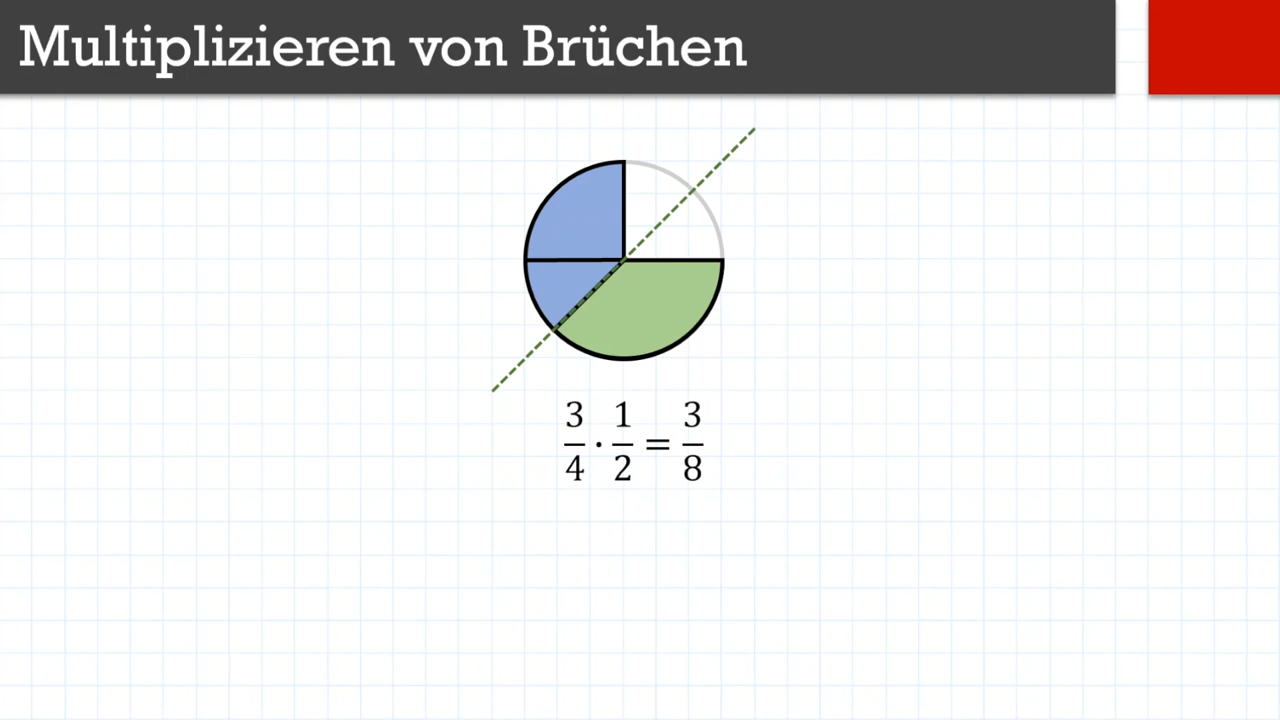 Multiplizieren von Brüchen
3/4 · 1/2 = 3/8